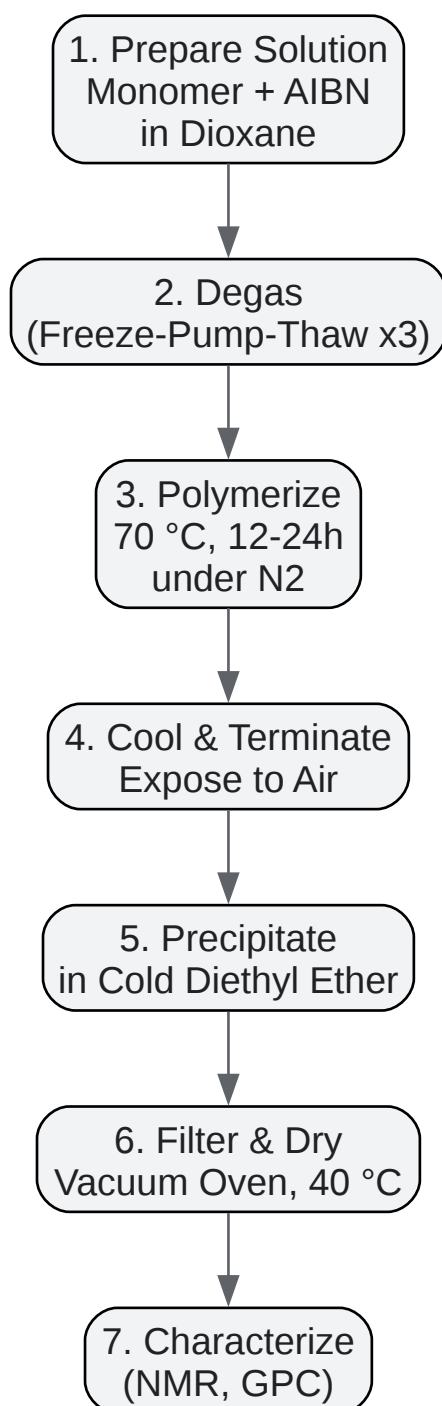 1. Prepare Solution
Monomer + AIBN
in Dioxane
2. Degas
(Freeze-Pump-Thaw x3)
3. Polymerize
70 °C, 12-24h
under N2
4. Cool & Terminate
Expose to Air
5. Precipitate
in Cold Diethyl Ether
6. Filter & Dry
Vacuum Oven, 40 °C
7. Characterize
(NMR, GPC)